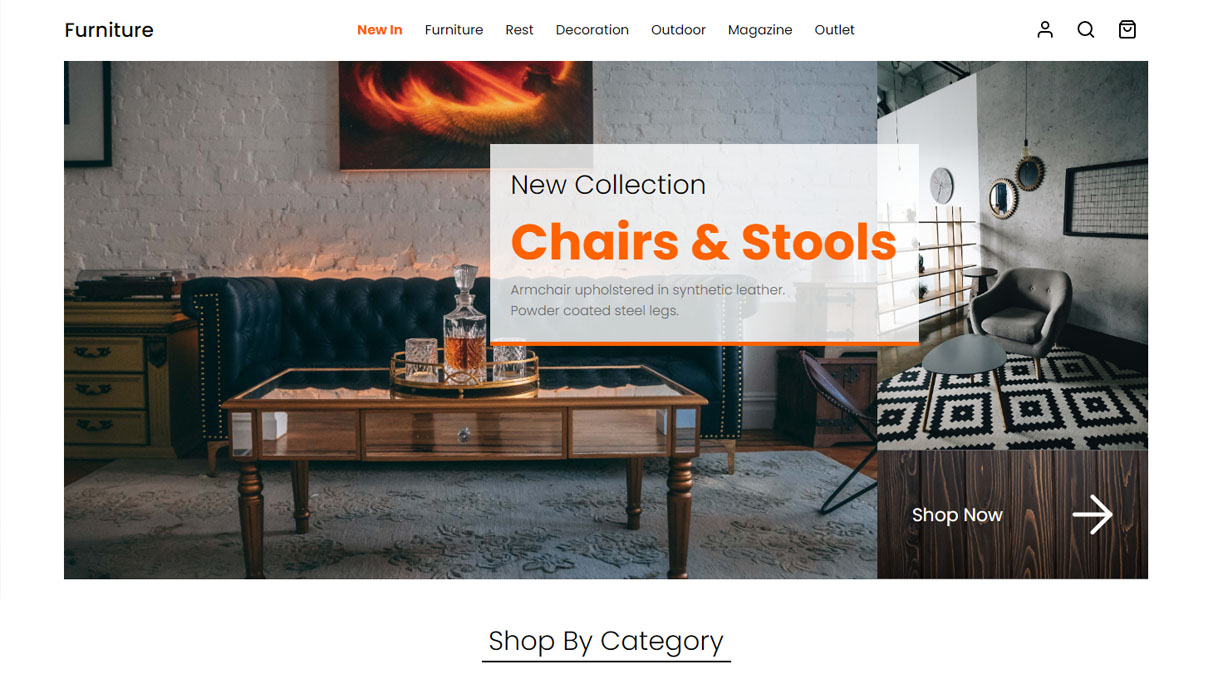 Furniture
New In Furniture Rest Decoration Outdoor Magazine Outlet
New Collection
Chairs & Stools
Armchair upholstered in synthetic leather.
Powder coated steel legs.
Shop Now
Shop By Category